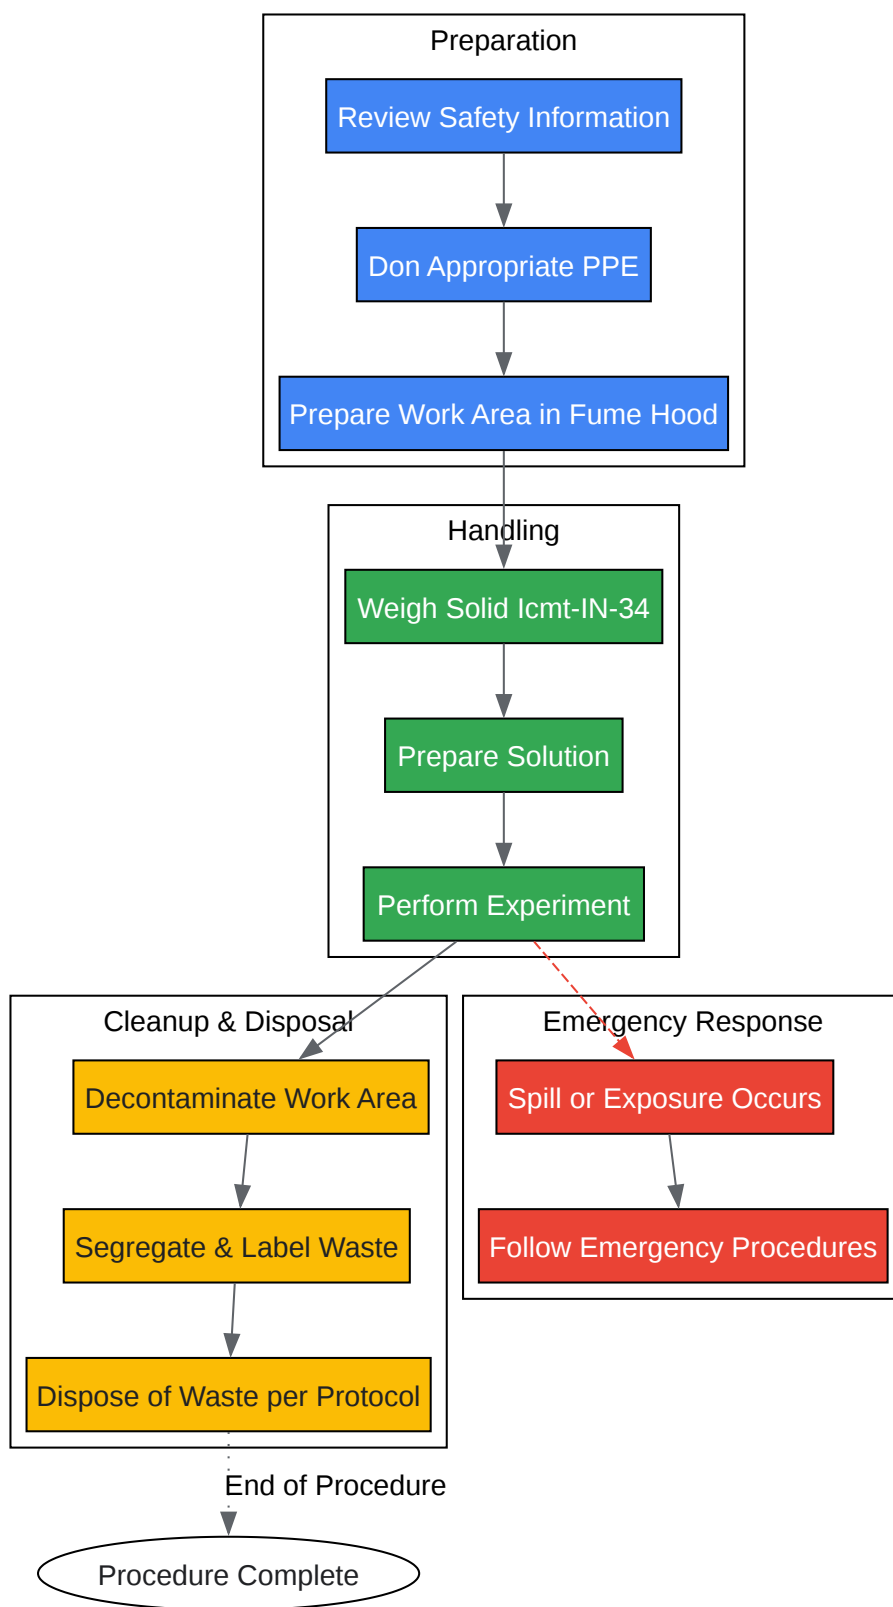 Preparation
Review Safety Information
Don Appropriate PPE
Prepare Work Area in Fume Hood
Handling
Weigh Solid Icmt-IN-34
Prepare Solution
Perform Experiment
Cleanup & Disposal
Decontaminate Work Area
Segregate & Label Waste
Dispose of Waste per Protocol
Emergency Response
Spill or Exposure Occurs
Follow Emergency Procedures
End of Procedure
Procedure Complete